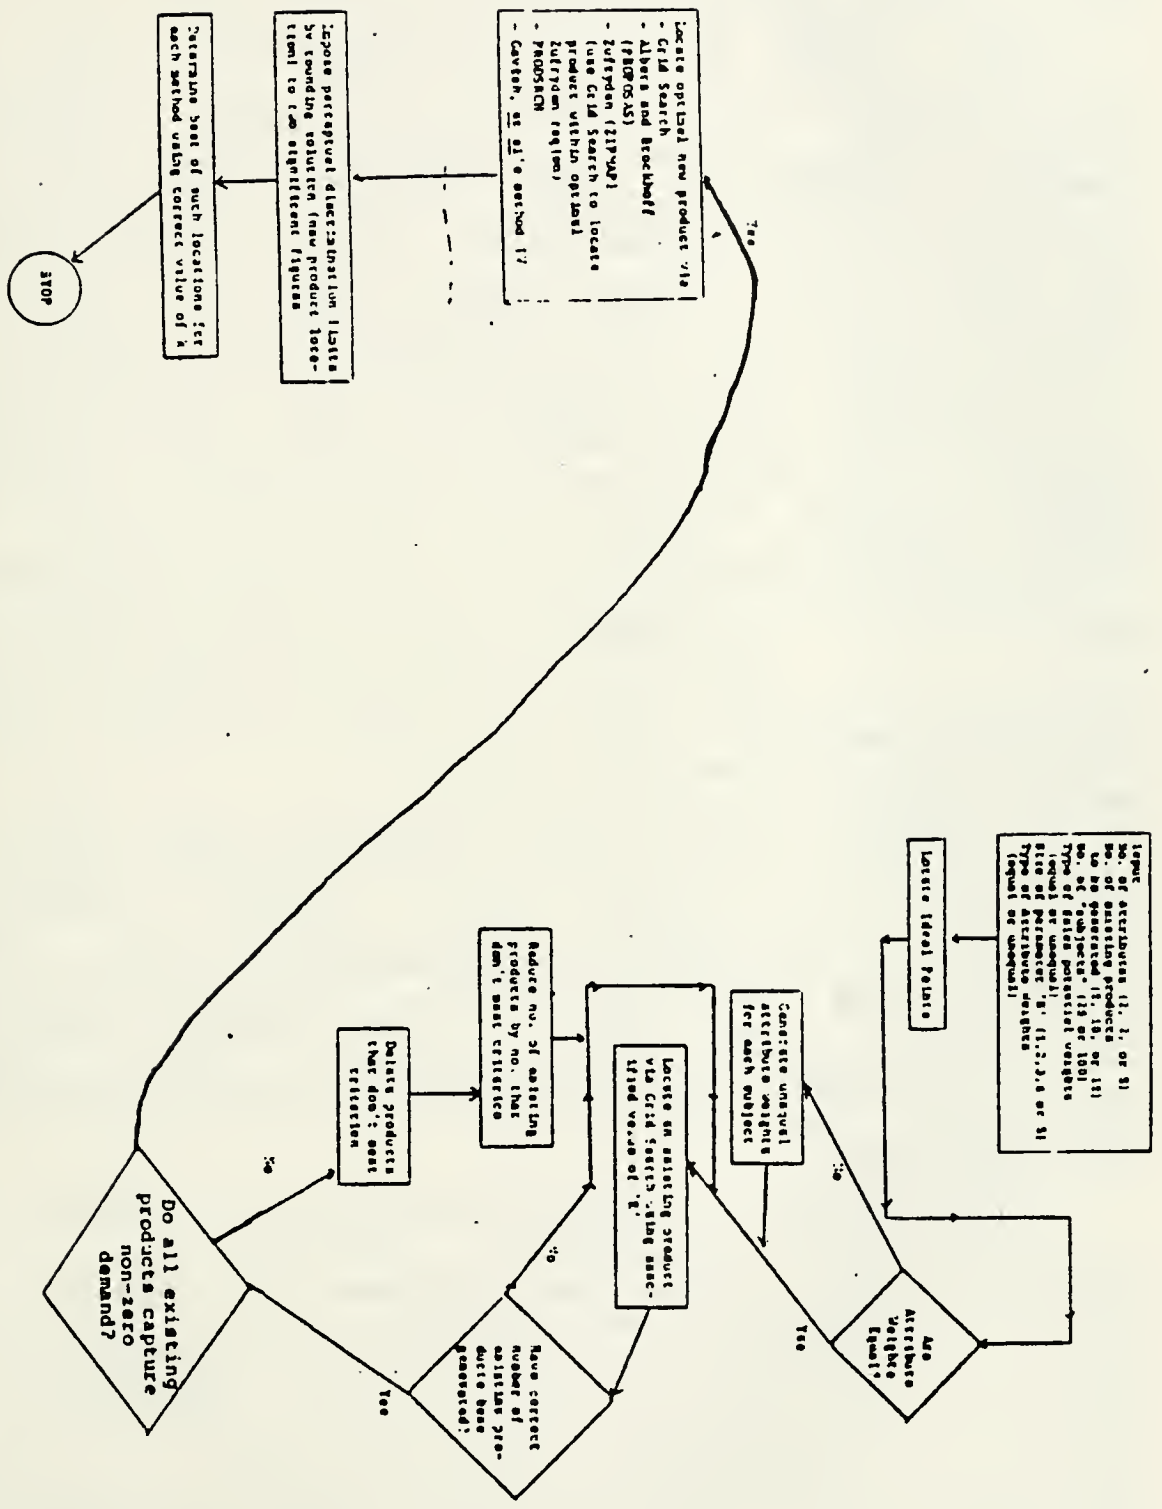 Input
No. of attributes (2, 3, or 5)
No. of existing products
to be generated (5, 10, or 15)
No. of "subjects" (25 or 100)
Type of Sales potential weights
(equal or unequal)
Size of parameter 'k' (1,2,3,4 or 5)
Type of Attribute Weights
(equal or unequal)
Locate Ideal Points
Are
Attribute
Weights
Equal?
No
Yes
Generate unequal
attribute weights
for each subject
Locate an existing product
via Grid Search using spec-
ified value of 'k'
Have correct
number of
existing pro-
ducts been
generated?
No
Yes
Reduce no. of existing
products by no. that
don't meet criterion
Delete products
that don't meet
criterion
No
Do all existing
products capture
non-zero
demand?
Yes
Locate optimal new product via
- Grid Search
- Albers and Brockhoff
(PROPOSAS)
- Zufryden (ZIPMAP)
(use Grid Search to locate
product within optimal
Zufryden region)
- PRODSRCH
- Gavish, et al's method
Impose perceptual discrimination limits
by rounding solution (new product loca-
tion) to two significant figures
Determine best of such locations for
each method using correct value of k
STOP